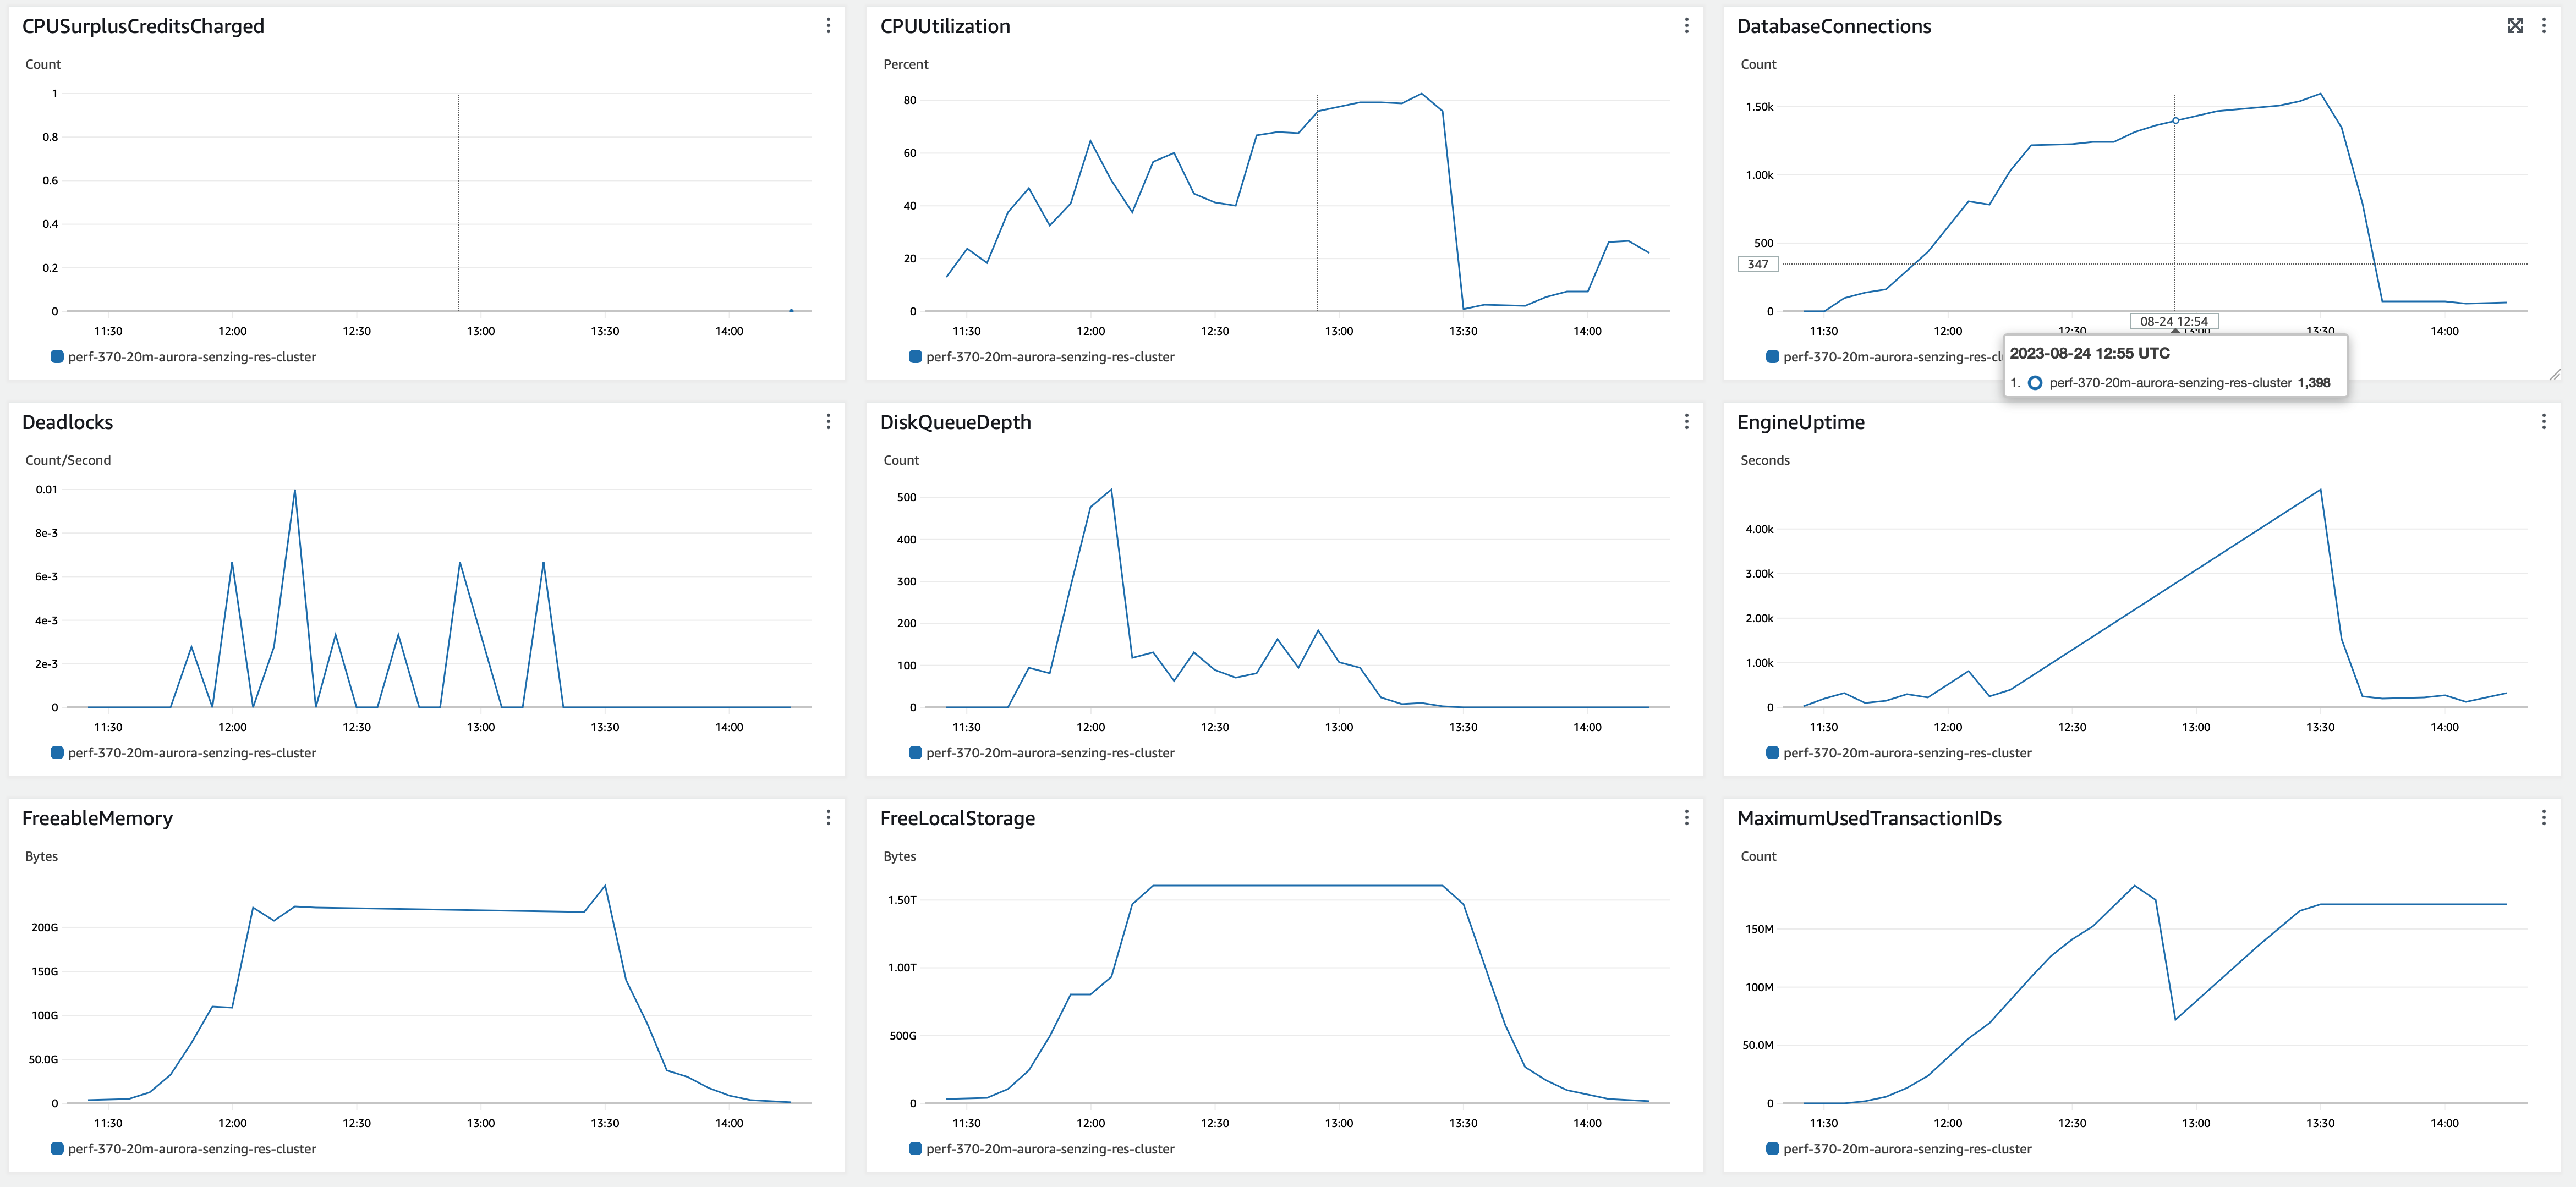 CPUSurplusCreditsCharged
Count
1
0.8
0.6
0.4
0.2
0
11:30 12:00 12:30 13:00 13:30 14:00
perf-370-20m-aurora-senzing-res-cluster
CPUUtilization
Percent
80
60
40
20
0
11:30 12:00 12:30 13:00 13:30 14:00
perf-370-20m-aurora-senzing-res-cluster
DatabaseConnections
Count
1.50k
1.00k
500
347
0
08-24 12:54
11:30 12:00 12:30 13:00 13:30 14:00
perf-370-20m-aurora-senzing-res-cl
2023-08-24 12:55 UTC
1. perf-370-20m-aurora-senzing-res-cluster 1,398
Deadlocks
Count/Second
0.01
8e-3
6e-3
4e-3
2e-3
0
11:30 12:00 12:30 13:00 13:30 14:00
perf-370-20m-aurora-senzing-res-cluster
DiskQueueDepth
Count
500
400
300
200
100
0
11:30 12:00 12:30 13:00 13:30 14:00
perf-370-20m-aurora-senzing-res-cluster
EngineUptime
Seconds
4.00k
3.00k
2.00k
1.00k
0
11:30 12:00 12:30 13:00 13:30 14:00
perf-370-20m-aurora-senzing-res-cluster
FreeableMemory
Bytes
200G
150G
100G
50.0G
0
11:30 12:00 12:30 13:00 13:30 14:00
perf-370-20m-aurora-senzing-res-cluster
FreeLocalStorage
Bytes
1.50T
1.00T
500G
0
11:30 12:00 12:30 13:00 13:30 14:00
perf-370-20m-aurora-senzing-res-cluster
MaximumUsedTransactionIDs
Count
150M
100M
50.0M
0
11:30 12:00 12:30 13:00 13:30 14:00
perf-370-20m-aurora-senzing-res-cluster